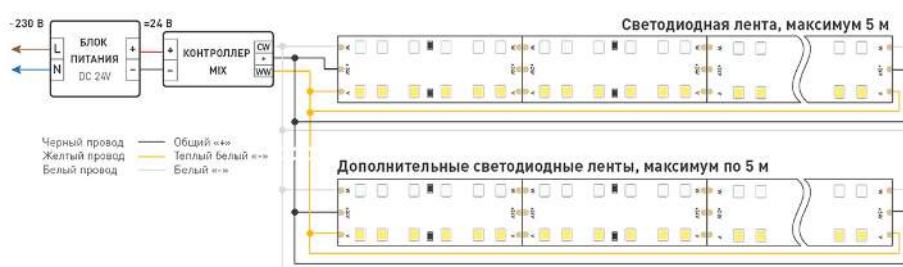 ~230 В
=24 В
Светодиодная лента, максимум 5 м
L
N
БЛОК
ПИТАНИЯ
DC 24V
+
−
+
−
КОНТРОЛЛЕР
MIX
CW
+
WW
Черный провод — Общий «+»
Желтый провод — Теплый белый «-»
Белый провод — Белый «-»
Дополнительные светодиодные ленты, максимум по 5 м